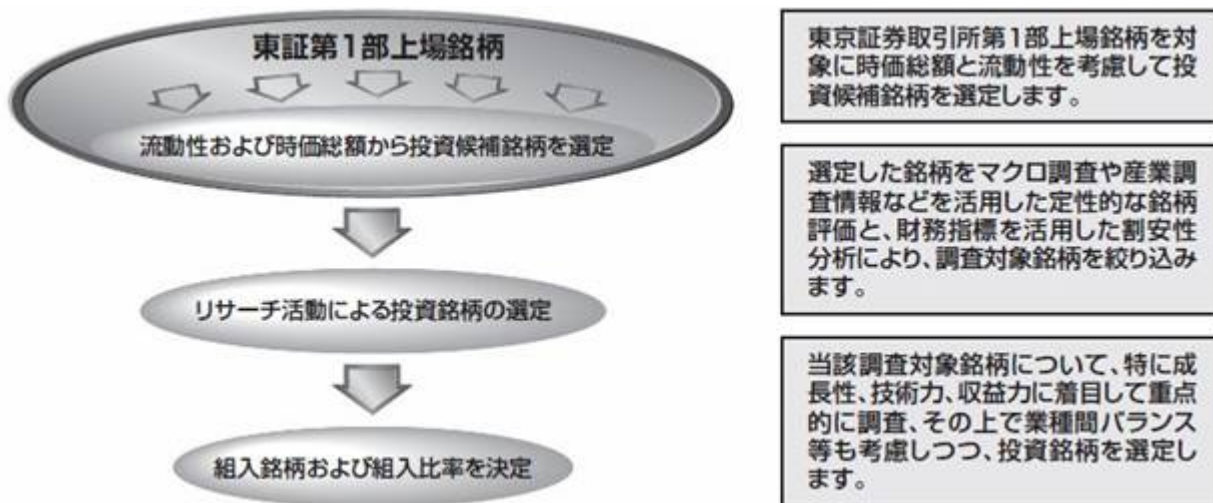 東証第1部上場銘柄
流動性および時価総額から投資候補銘柄を選定
リサーチ活動による投資銘柄の選定
組入銘柄および組入比率を決定
東京証券取引所第1部上場銘柄を対
象に時価総額と流動性を考慮して投
資候補銘柄を選定します。
選定した銘柄をマクロ調査や産業調
査情報などを活用した定性的な銘柄
評価と、財務指標を活用した割安性
分析により、調査対象銘柄を絞り込み
ます。
当該調査対象銘柄について、特に成
長性、技術力、収益力に着目して重点
的に調査、その上で業種間バランス
等も考慮しつつ、投資銘柄を選定し
ます。